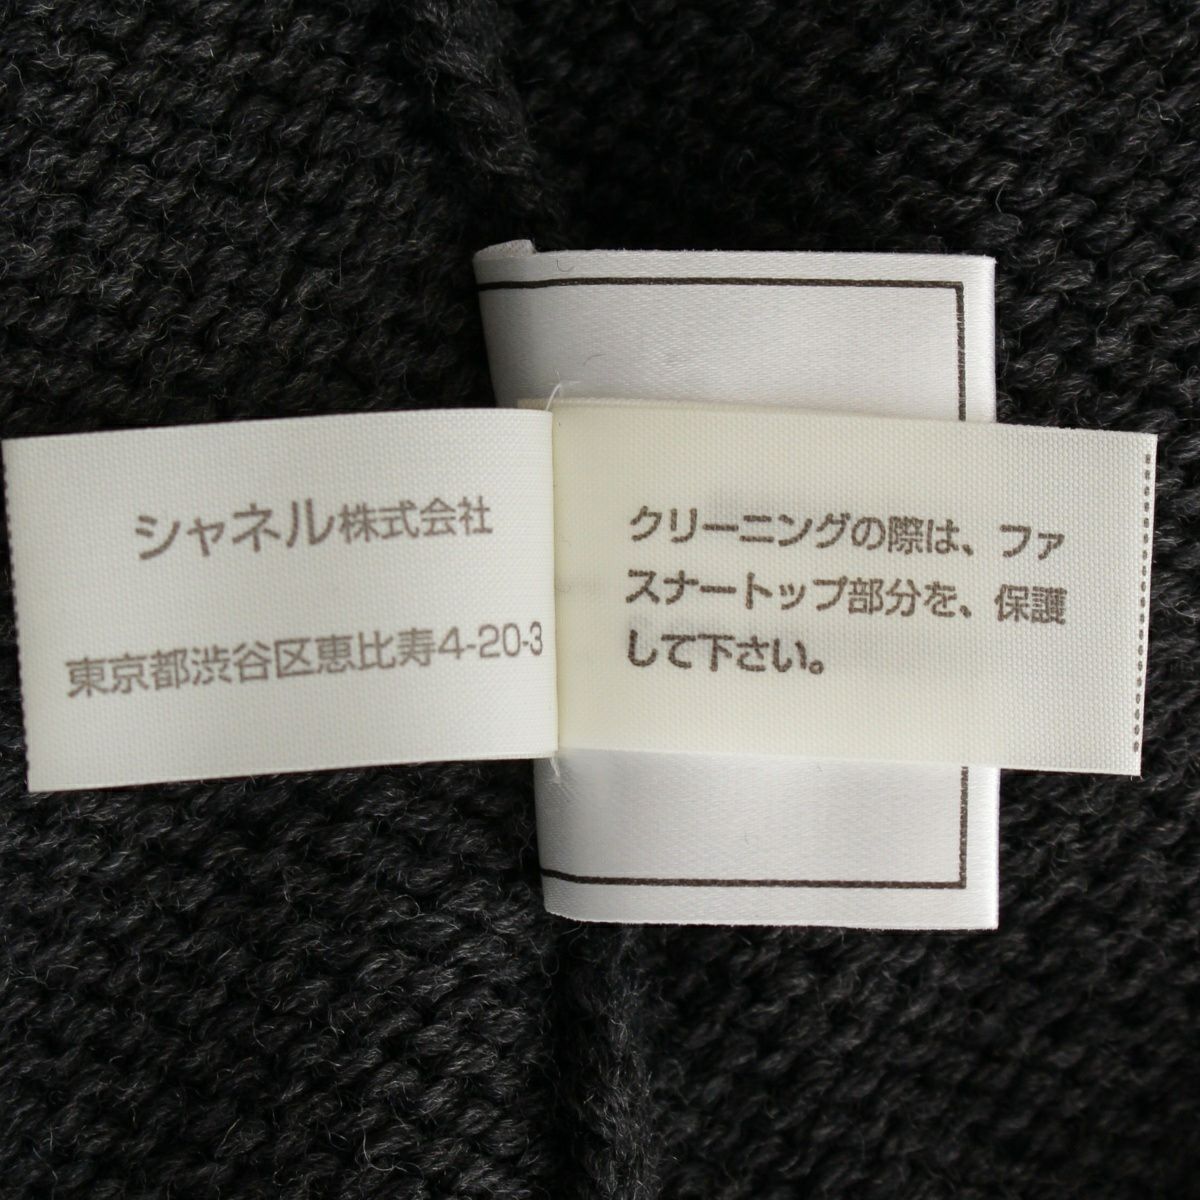 シャネル株式会社
東京都渋谷区恵比寿4-20-3
クリーニングの際は、ファ
スナートップ部分を、保護
して下さい。